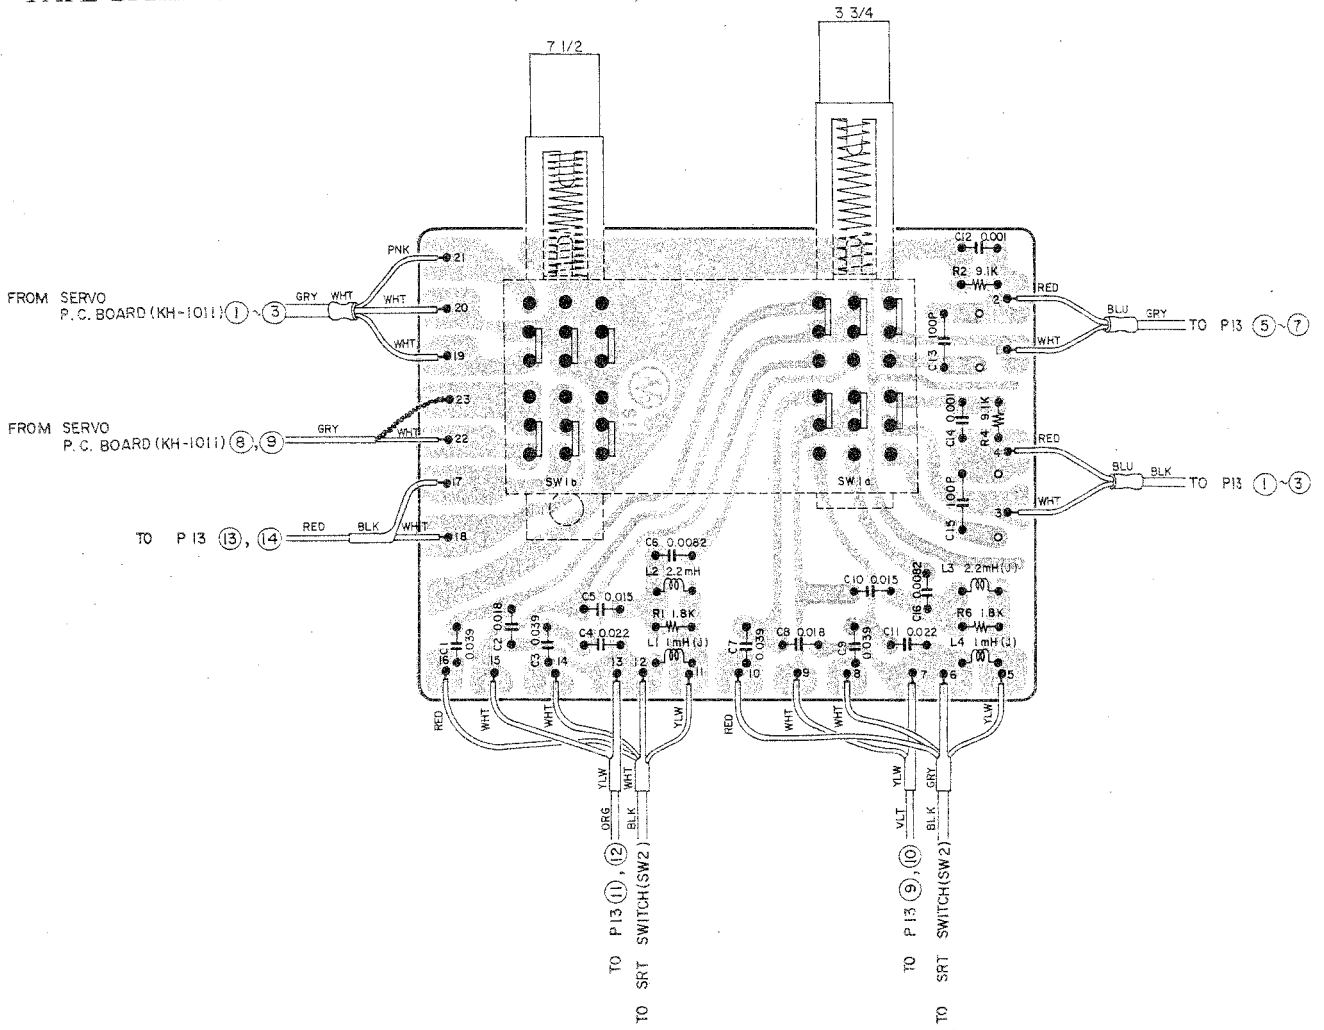 7 1/2
3 3/4
C12 0.001
R2 9.1K
PNK
21
FROM SERVO
P.C. BOARD (KH-1011) ① ~ ③
GRY WHT
WHT
20
WHT
19
2
RED
BLU GRY
TO P13 ⑤~⑦
1
WHT
C13 100P
23
FROM SERVO
P.C. BOARD (KH-1011) ⑧, ⑨
GRY
WHT
22
C14 0.001
R4 9.1K
4
RED
BLU BLK
TO P13 ①~③
17
SW1b
SW1a
C15 100P
3
WHT
TO P13 ⑬, ⑭
RED BLK WHT
18
C6 0.0082
L2 2.2mH
C10 0.015
C16 0.0082
L3 2.2mH(J)
C5 0.015
R1 1.8K
R6 1.8K
C1 0.039
C2 0.018
C3 0.039
C4 0.022
L1 1mH(J)
C7 0.039
C8 0.018
C9 0.039
C11 0.022
L4 1mH(J)
16 15 14 13 12 11 10 9 8 7 6 5
RED WHT WHT YLW RED WHT WHT YLW
YLW WHT YLW GRY
ORG BLK VLT BLK
TO P13 ⑪, ⑫
TO SRT SWITCH(SW2)
TO P13 ⑨, ⑩
TO SRT SWITCH(SW2)